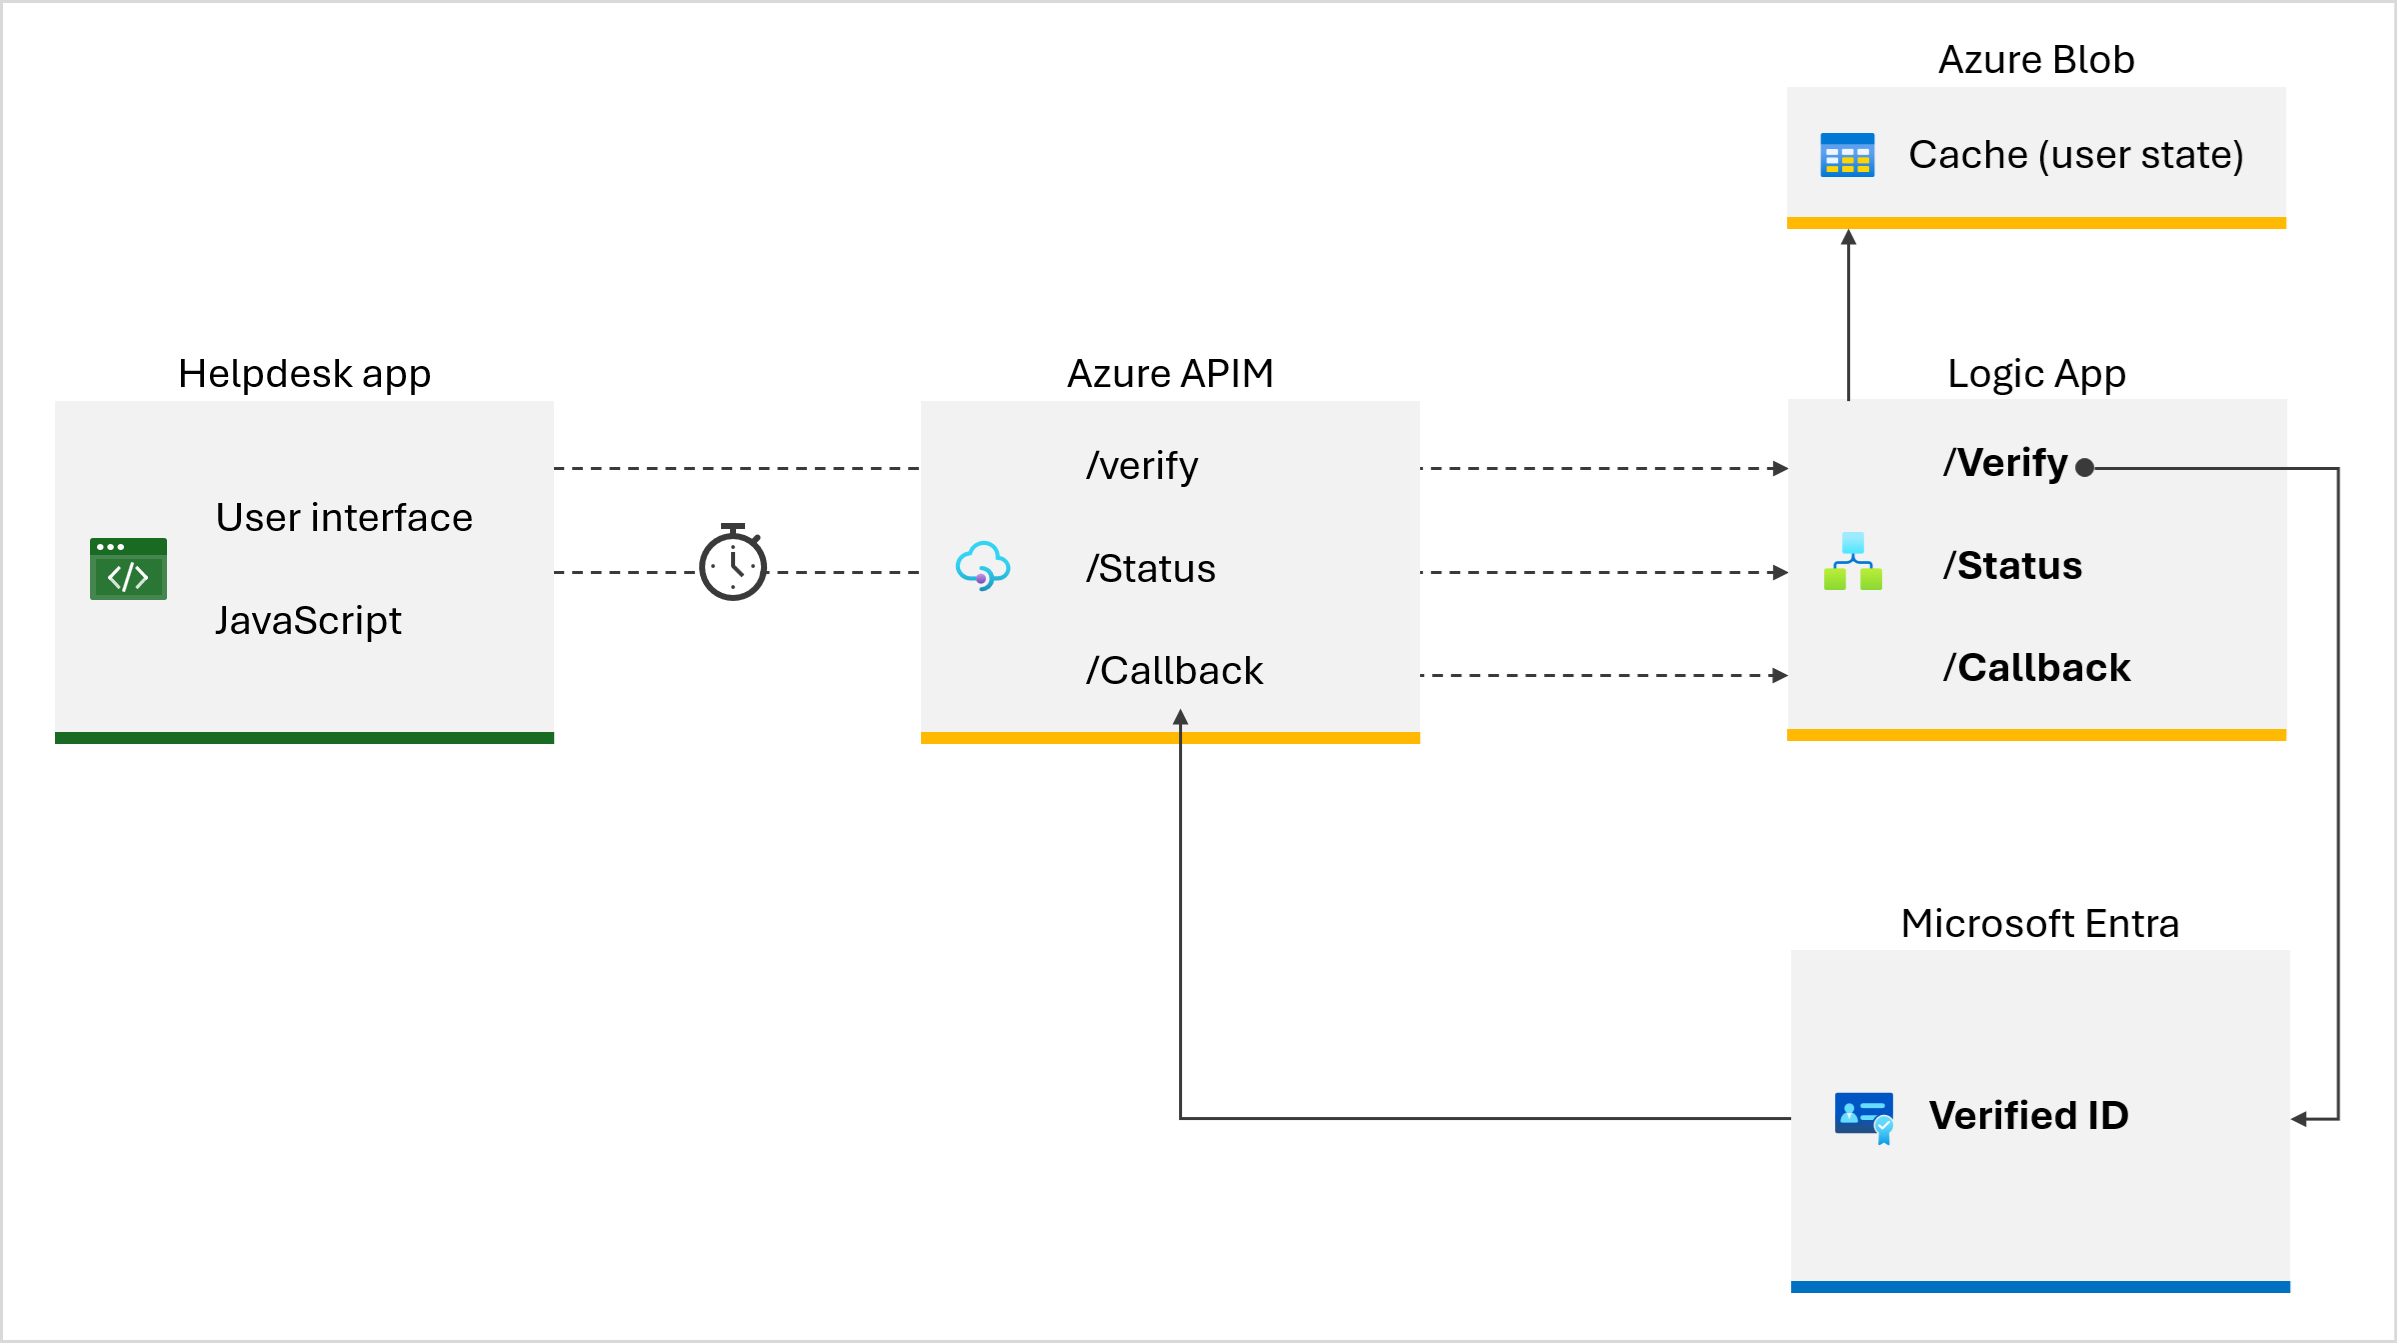 Azure Blob
Cache (user state)
Helpdesk app
User interface
JavaScript
Azure APIM
/verify
/Status
/Callback
Logic App
/Verify
/Status
/Callback
Microsoft Entra
Verified ID